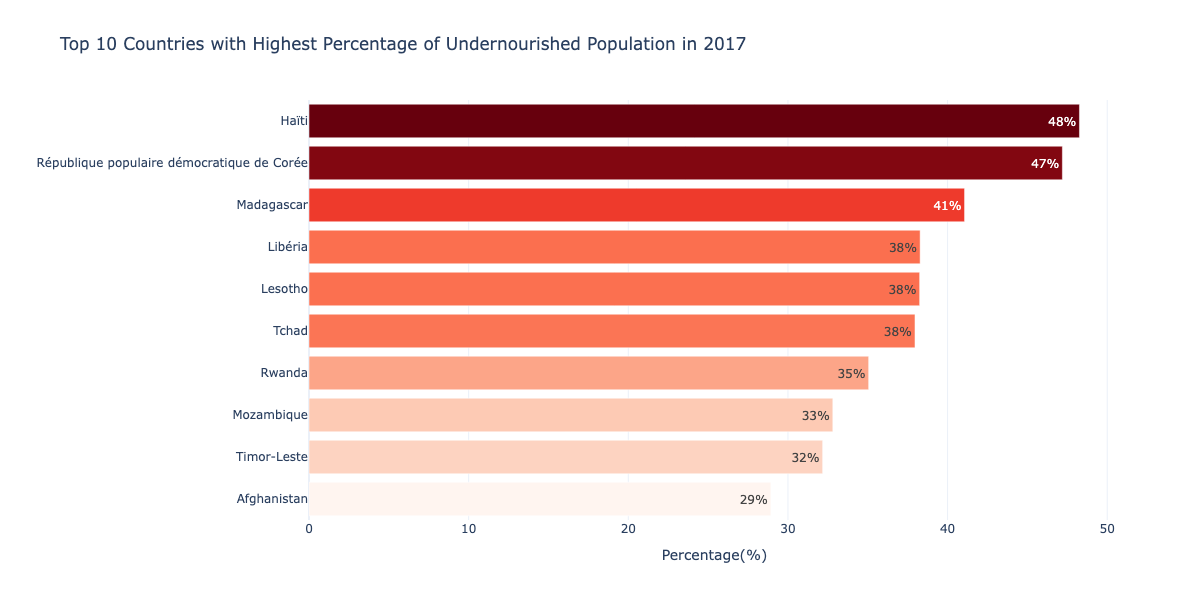 Top 10 Countries with Highest Percentage of Undernourished Population in 2017
Haïti 48%
République populaire démocratique de Corée 47%
Madagascar 41%
Libéria 38%
Lesotho 38%
Tchad 38%
Rwanda 35%
Mozambique 33%
Timor-Leste 32%
Afghanistan 29%
0 10 20 30 40 50
Percentage(%)